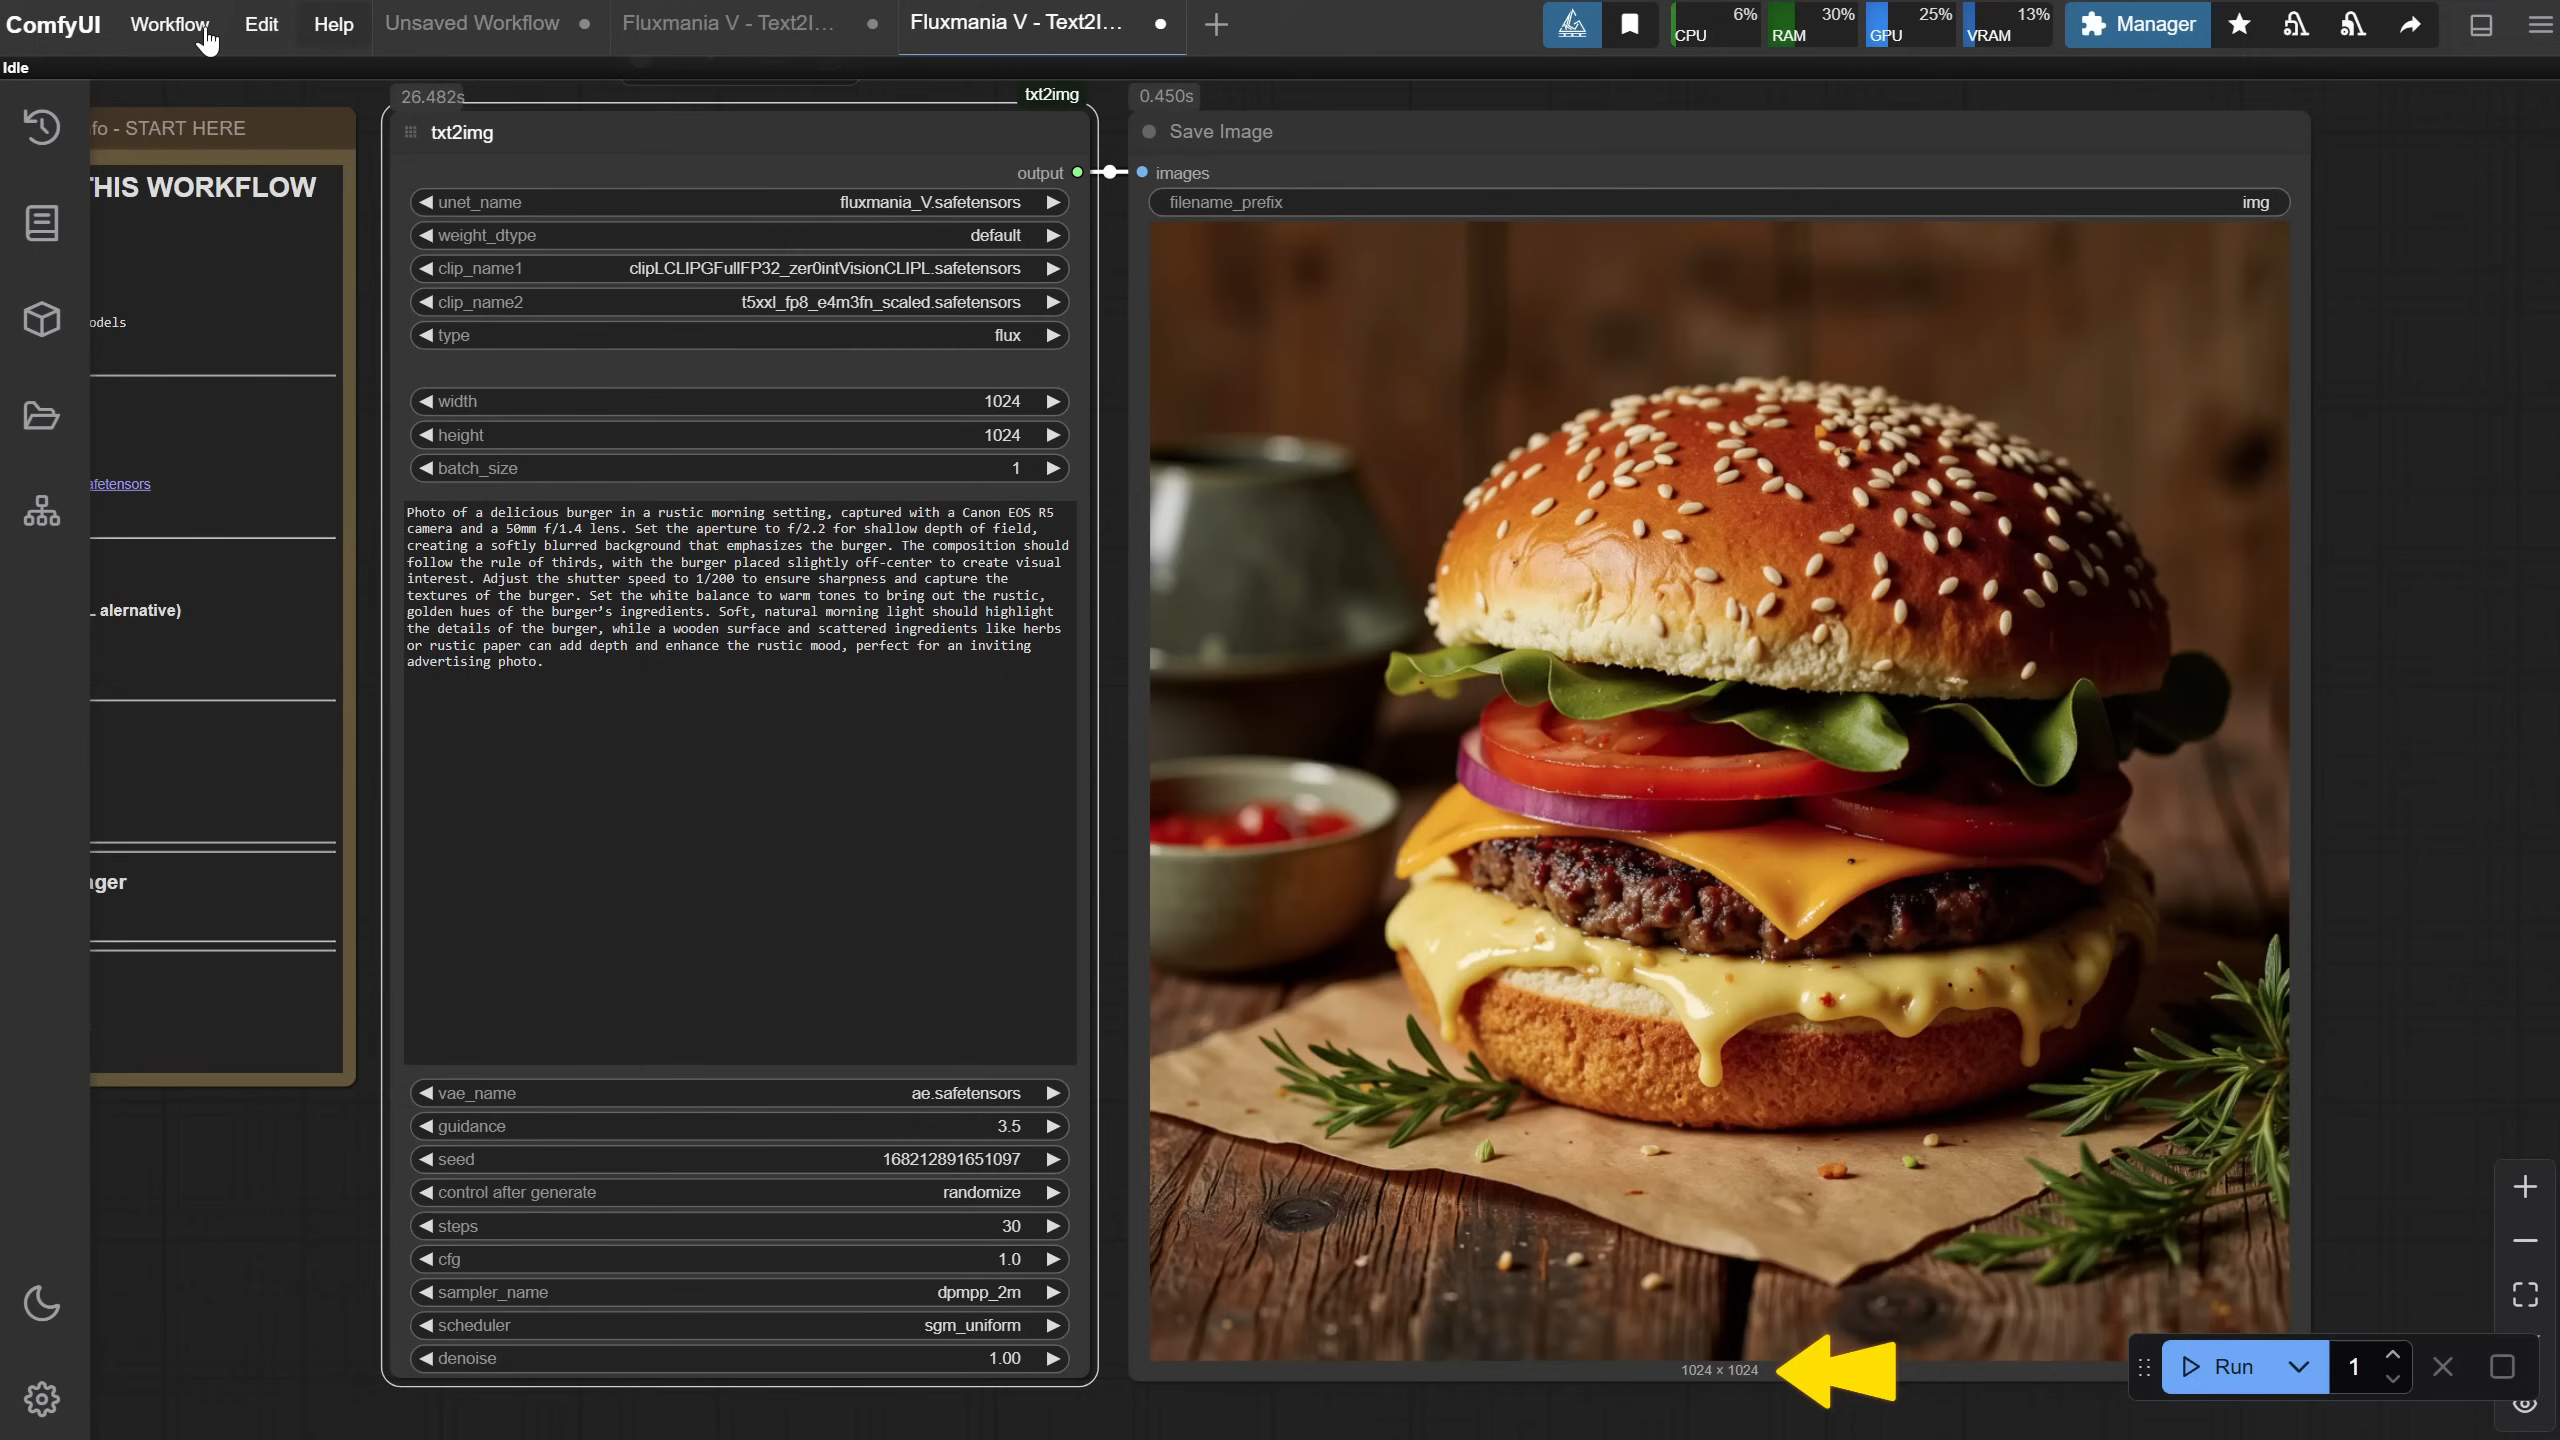 ComfyUI Workflow Edit Help Unsaved Workflow Fluxmania V - Text2I... Fluxmania V - Text2I...
CPU 6% RAM 30% GPU 25% VRAM 13% Manager
Idle
fo - START HERE
THIS WORKFLOW
odels
afetensors
alernative)
ager
26.482s
txt2img
txt2img
output
unet_name fluxmania_V.safetensors
weight_dtype default
clip_name1 clipLCLIPGFullFP32_zer0intVisionCLIPL.safetensors
clip_name2 t5xxl_fp8_e4m3fn_scaled.safetensors
type flux
width 1024
height 1024
batch_size 1
Photo of a delicious burger in a rustic morning setting, captured with a Canon EOS R5
camera and a 50mm f/1.4 lens. Set the aperture to f/2.2 for shallow depth of field,
creating a softly blurred background that emphasizes the burger. The composition should
follow the rule of thirds, with the burger placed slightly off-center to create visual
interest. Adjust the shutter speed to 1/200 to ensure sharpness and capture the
textures of the burger. Set the white balance to warm tones to bring out the rustic,
golden hues of the burger’s ingredients. Soft, natural morning light should highlight
the details of the burger, while a wooden surface and scattered ingredients like herbs
or rustic paper can add depth and enhance the rustic mood, perfect for an inviting
advertising photo.
vae_name ae.safetensors
guidance 3.5
seed 168212891651097
control after generate randomize
steps 30
cfg 1.0
sampler_name dpmpp_2m
scheduler sgm_uniform
denoise 1.00
0.450s
Save Image
images
filename_prefix img
1024 × 1024
Run 1